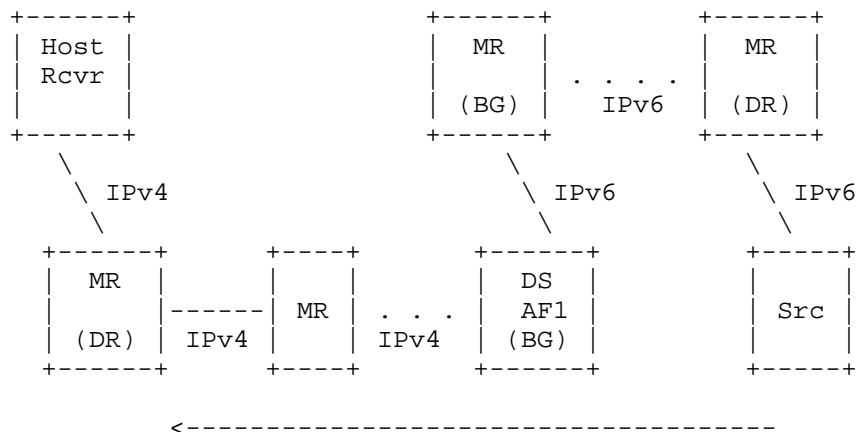 +------+                    +------+          +------+
| Host |                    |  MR  |          |  MR  |
| Rcvr |                    |      | . . . .  |      |
|      |                    | (BG) |   IPv6   | (DR) |
+------+                    +------+          +------+
\                           \                 \
\ IPv4                      \ IPv6            \ IPv6
\                           \                 \
+------+      +----+       +------+         +-----+
|  MR  |      |    |       |  DS  |         |     |
|      |------| MR | . . . |  AF1 |         | Src |
| (DR) | IPv4 |    | IPv4  | (BG) |         |     |
+------+      +----+       +------+         +-----+
<-------------------------------------